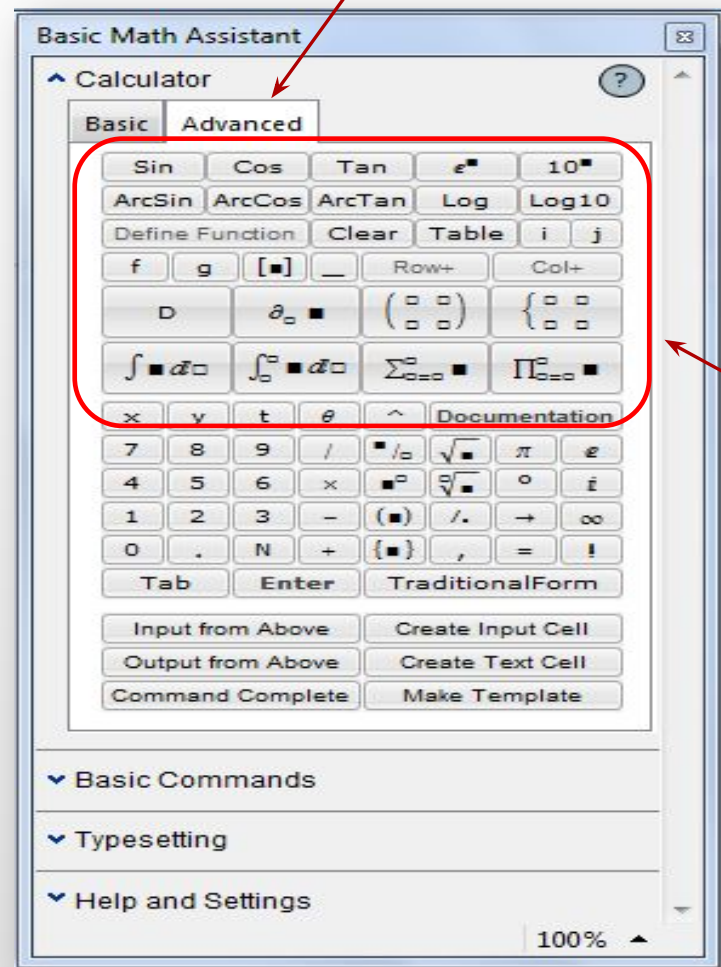 Basic Math Assistant
Calculator ?
Basic Advanced
Sin Cos Tan ℯ^■ 10^■
ArcSin ArcCos ArcTan Log Log10
Define Function Clear Table i j
f g [■] _ Row+ Col+
D ∂□ ■ (□ □ □ □) { □ □ □ □
∫■ⅆ□ ∫□□■ⅆ□ ∑□□=□ ■ ∏□□=□ ■
x y t θ ^ Documentation
7 8 9 / ■/□ √■ π ⅇ
4 5 6 × ■^□ □√■ ° ⅈ
1 2 3 − (■) /. → ∞
0 . N + {■} , = !
Tab Enter TraditionalForm
Input from Above Create Input Cell
Output from Above Create Text Cell
Command Complete Make Template
Basic Commands
Typesetting
Help and Settings
100%